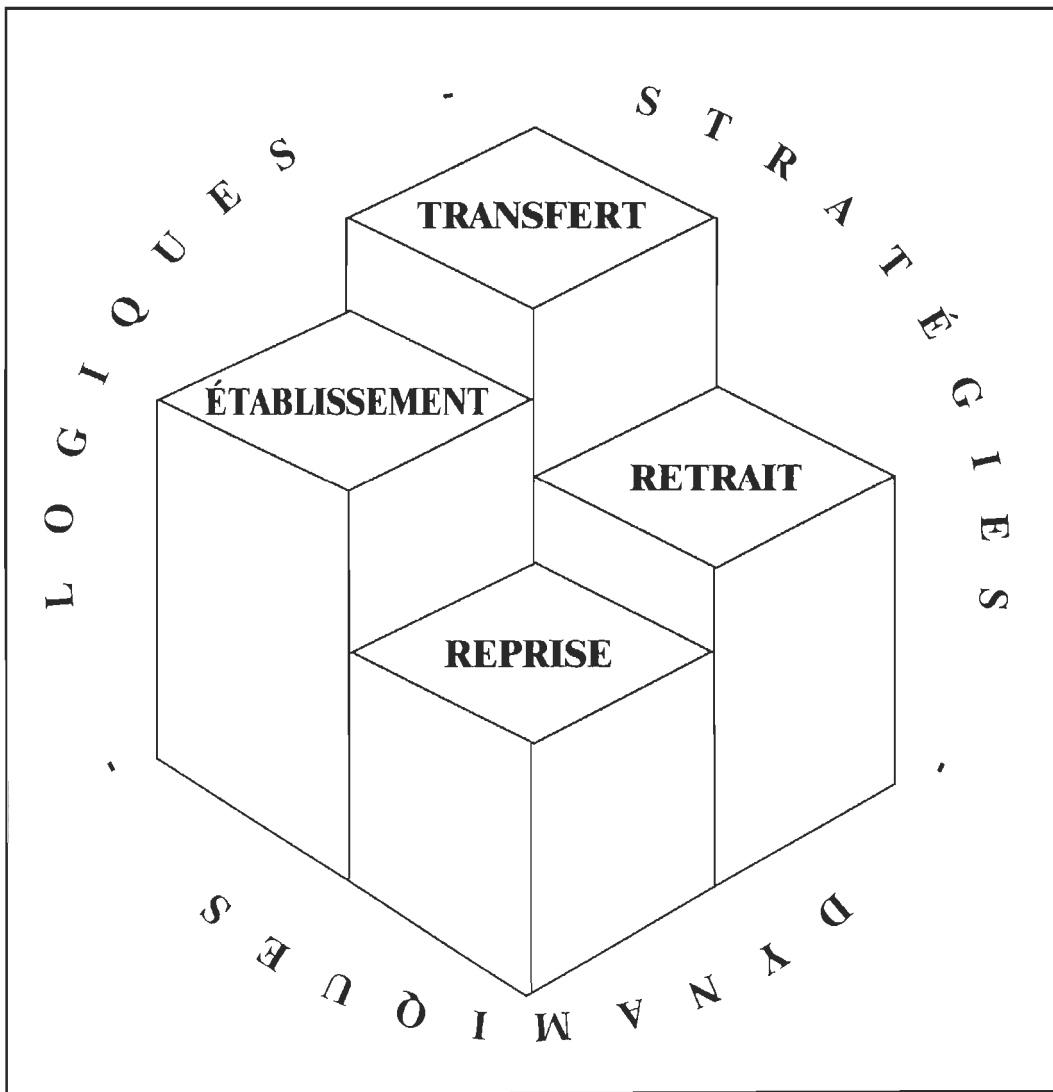 LOGIQUES - STRATÉGIES - DYNAMIQUES -
TRANSFERT
ÉTABLISSEMENT
RETRAIT
REPRISE